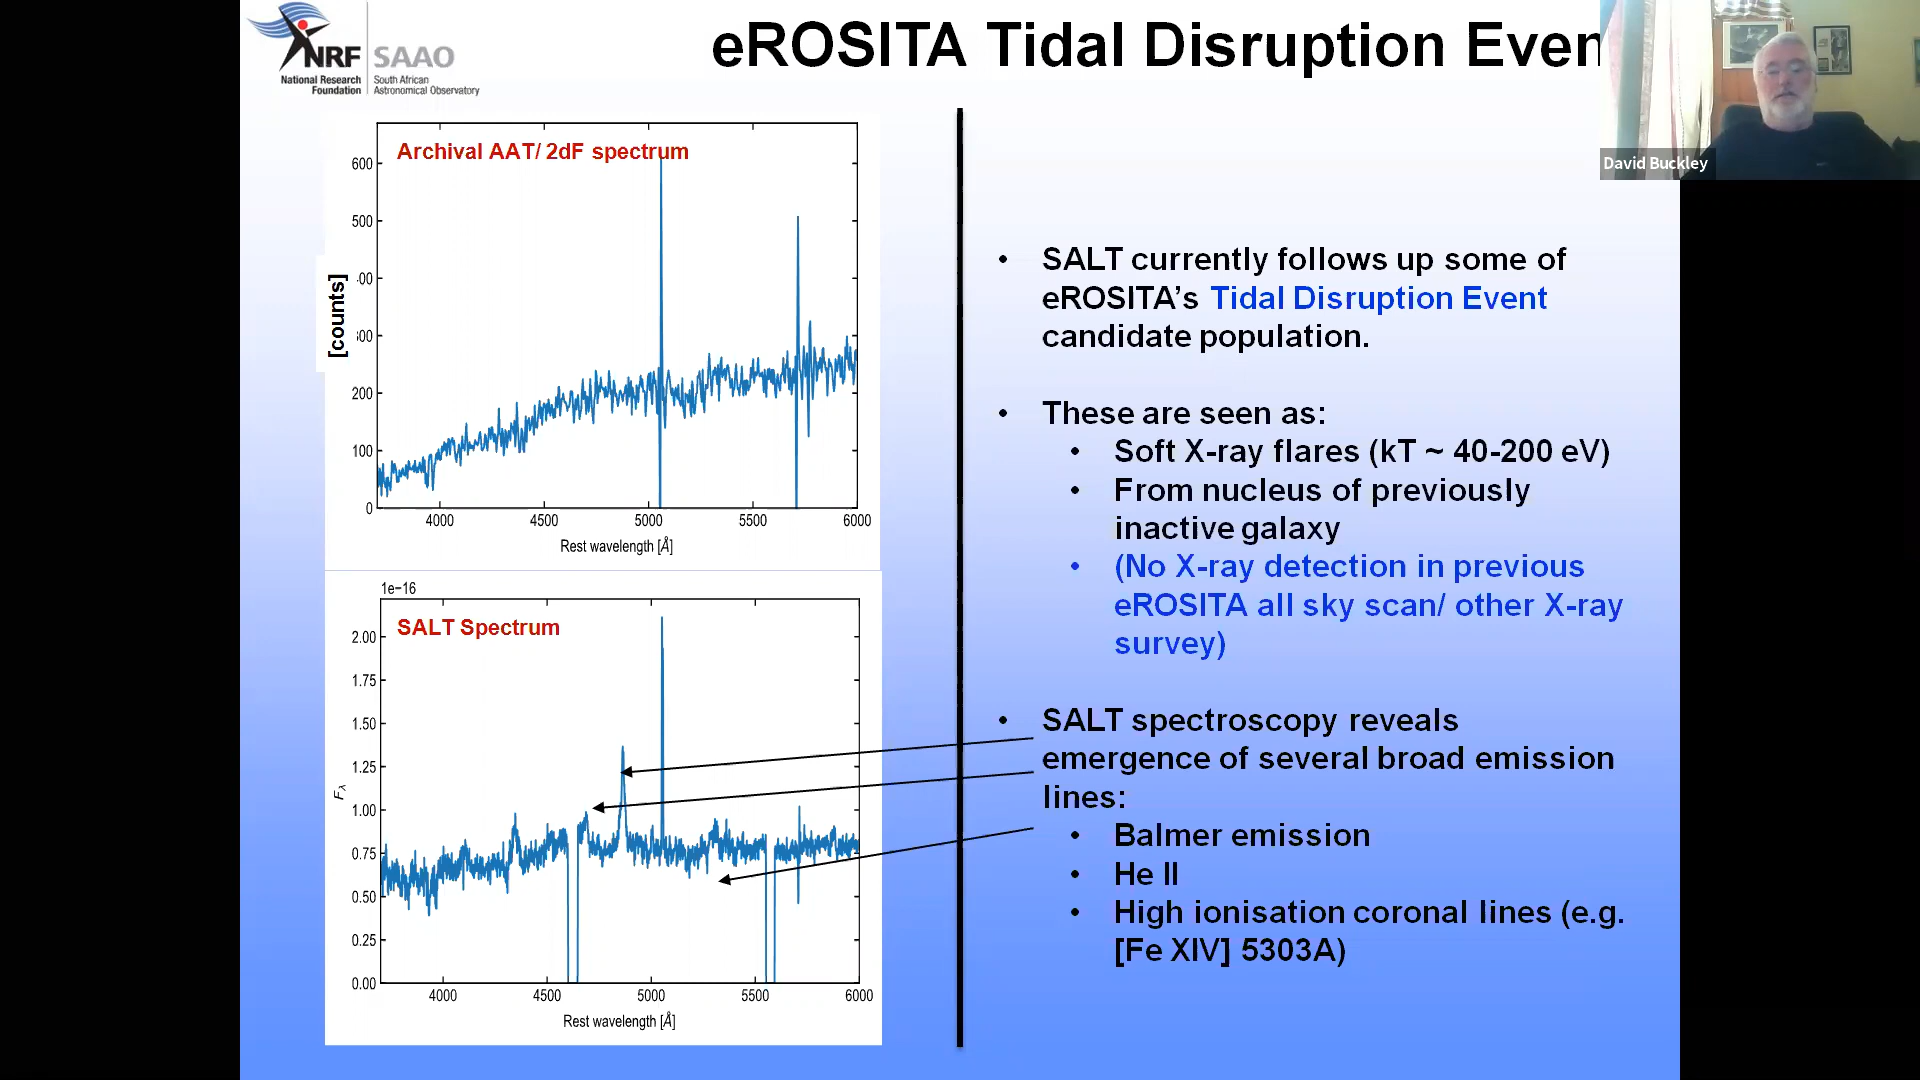 NRF SAAO
National Research Foundation
South African Astronomical Observatory
eROSITA Tidal Disruption Even
David Buckley
Archival AAT/ 2dF spectrum
600
500
00
300
200
100
0
[counts]
4000 4500 5000 5500 6000
Rest wavelength [Å]
1e−16
SALT Spectrum
2.00
1.75
1.50
1.25
1.00
0.75
0.50
0.25
0.00
Fλ
4000 4500 5000 5500 6000
Rest wavelength [Å]
• SALT currently follows up some of
eROSITA’s Tidal Disruption Event
candidate population.
• These are seen as:
• Soft X-ray flares (kT ~ 40-200 eV)
• From nucleus of previously
inactive galaxy
• (No X-ray detection in previous
eROSITA all sky scan/ other X-ray
survey)
• SALT spectroscopy reveals
emergence of several broad emission
lines:
• Balmer emission
• He II
• High ionisation coronal lines (e.g.
[Fe XIV] 5303A)